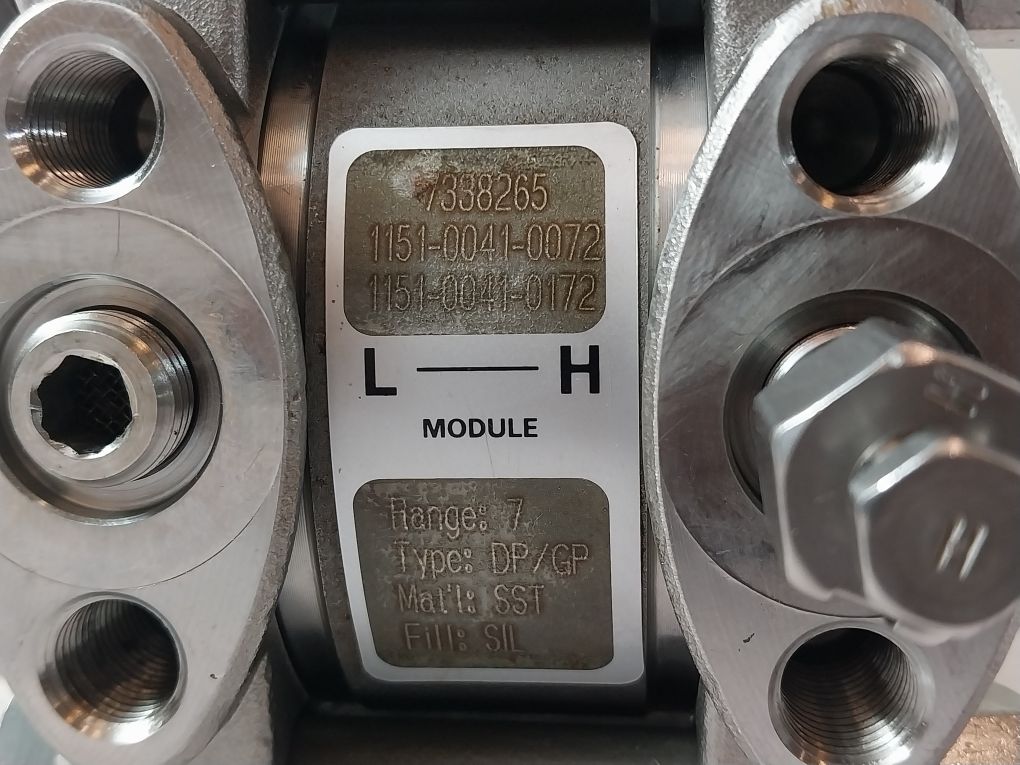 7338265
1151-0041-0072
1151-0041-0172
L — H
MODULE
Range: 7
Type: DP/GP
Mat'l: SST
Fill: SIL